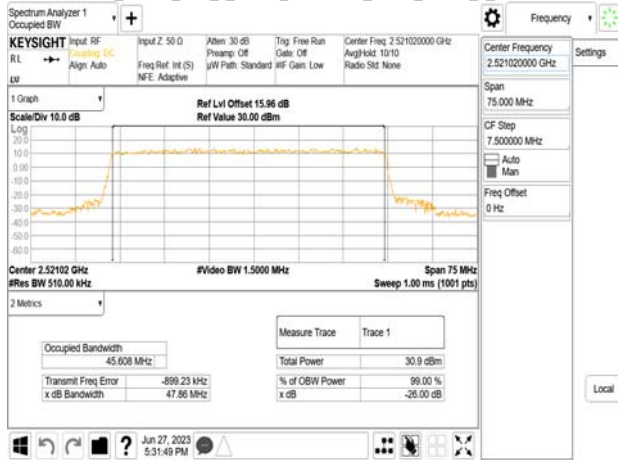 Spectrum Analyzer 1
Occupied BW
+
Frequency
KEYSIGHT
RL
LVI
Input: RF
Coupling: DC
Align: Auto
Input Z: 50 Ω
Freq Ref: Int (S)
NFE: Adaptive
Atten: 30 dB
Preamp: Off
µW Path: Standard
Trig: Free Run
Gate: Off
#IF Gain: Low
Center Freq: 2.521020000 GHz
Avg|Hold: 10/10
Radio Std: None
Center Frequency
2.521020000 GHz
Settings
Span
75.000 MHz
CF Step
7.500000 MHz
Auto
Man
Freq Offset
0 Hz
Local
1 Graph
Scale/Div 10.0 dB
Ref Lvl Offset 15.96 dB
Ref Value 30.00 dBm
Log
20.0
10.0
0.00
-10.0
-20.0
-30.0
-40.0
-50.0
-60.0
Center 2.52102 GHz
#Video BW 1.5000 MHz
Span 75 MHz
#Res BW 510.00 kHz
Sweep 1.00 ms (1001 pts)
2 Metrics
Measure Trace
Trace 1
Occupied Bandwidth
45.608 MHz
Total Power
30.9 dBm
Transmit Freq Error
-899.23 kHz
% of OBW Power
99.00 %
x dB Bandwidth
47.86 MHz
x dB
-26.00 dB
?
Jun 27, 2023
5:31:49 PM